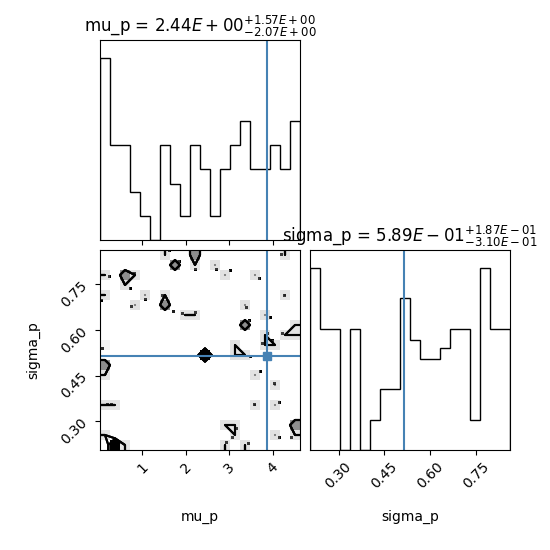 mu_p = 2.44E+00+1.57E+00−2.07E+00
sigma_p = 5.89E−01+1.87E−01−3.10E−01
sigma_p
0.75
0.60
0.45
0.30
1 2 3 4
0.30 0.45 0.60 0.75
mu_p
sigma_p